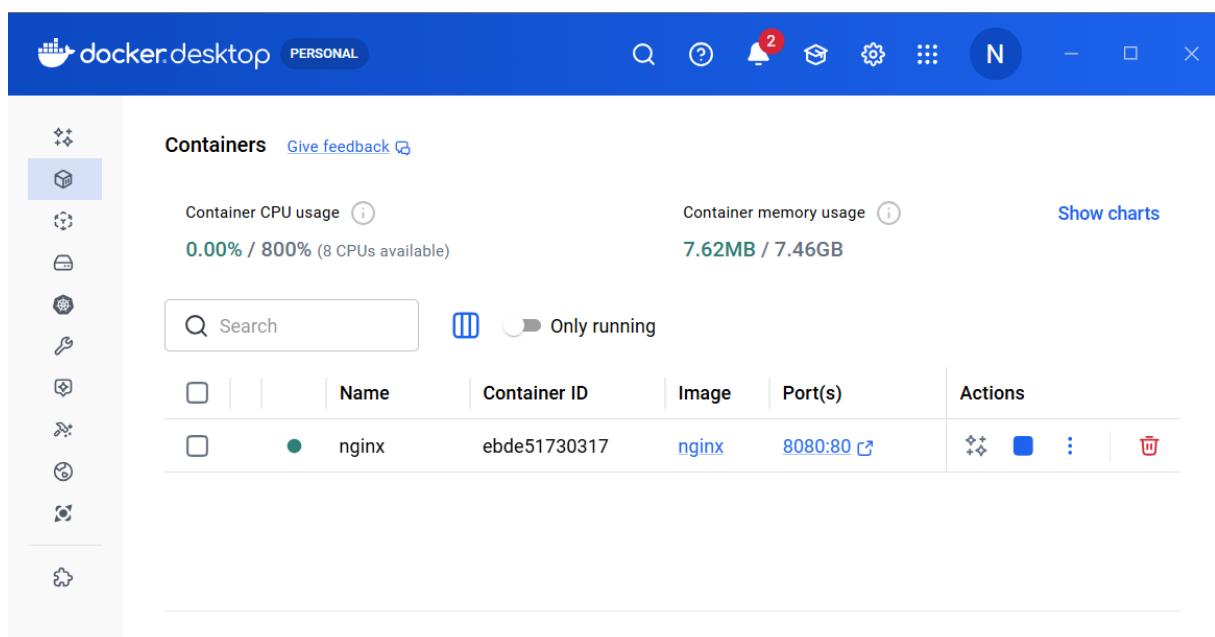 docker.desktop PERSONAL 2 N
Containers Give feedback
Container CPU usage Container memory usage Show charts
0.00% / 800% (8 CPUs available) 7.62MB / 7.46GB
Search Only running
Name Container ID Image Port(s) Actions
nginx ebde51730317 nginx 8080:80